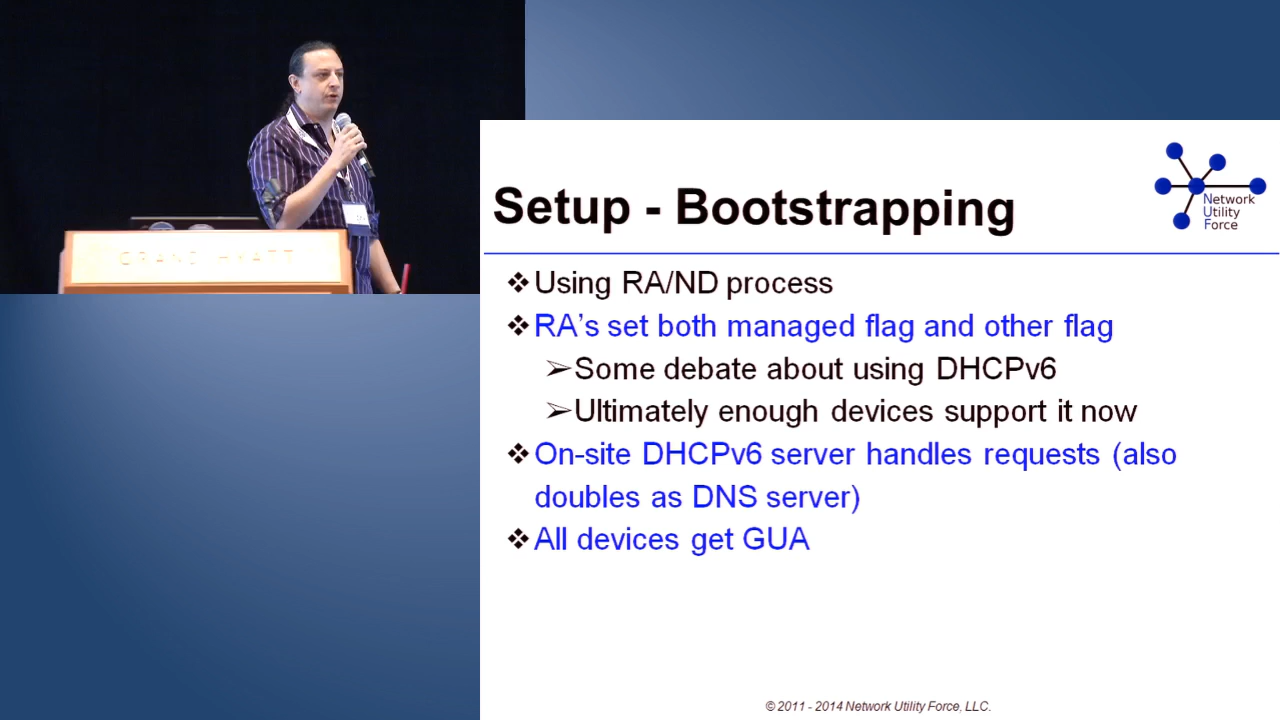 GRAND HYATT
Setup - Bootstrapping
Network
Utility
Force
❖Using RA/ND process
❖RA’s set both managed flag and other flag
➢Some debate about using DHCPv6
➢Ultimately enough devices support it now
❖On-site DHCPv6 server handles requests (also
doubles as DNS server)
❖All devices get GUA
© 2011 - 2014 Network Utility Force, LLC.